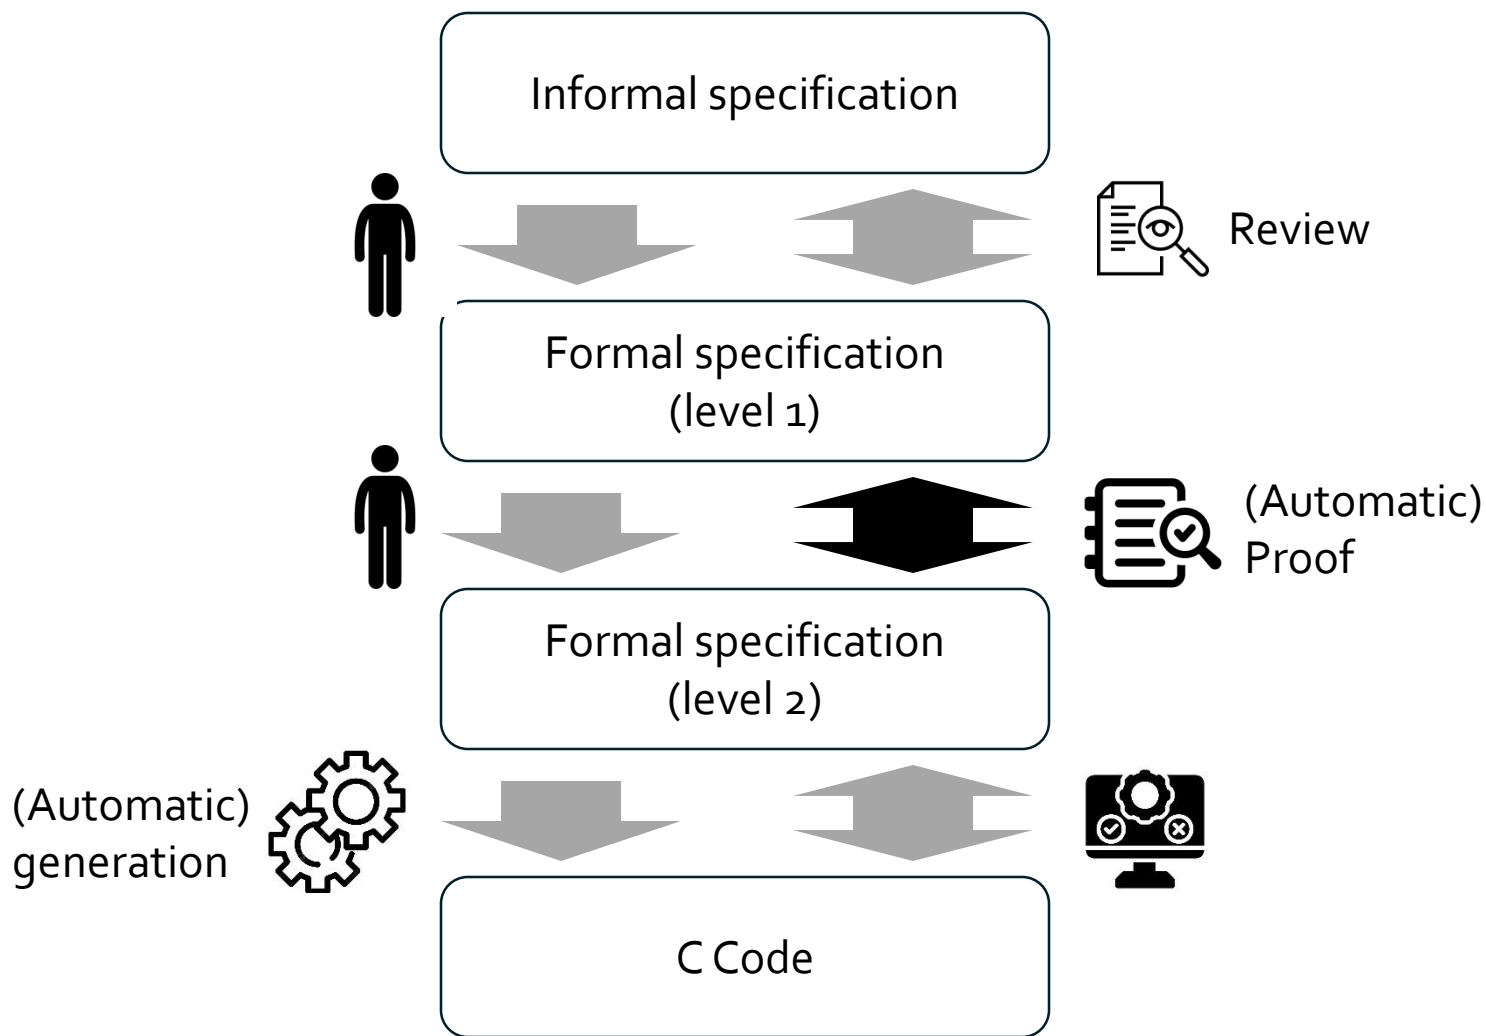 Informal specification
Review
Formal specification
(level 1)
(Automatic)
Proof
Formal specification
(level 2)
(Automatic)
generation
C Code